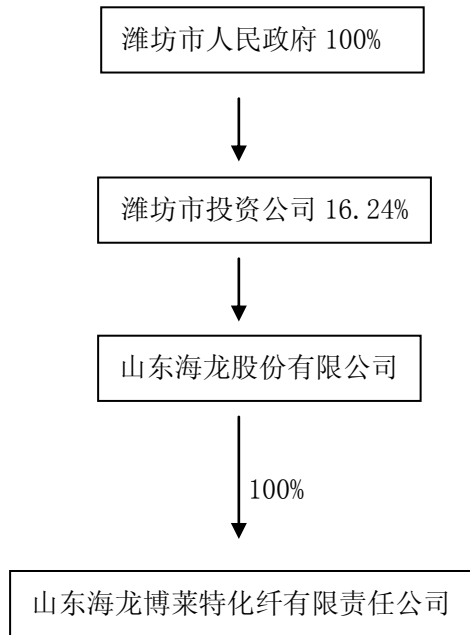 潍坊市人民政府 100%
潍坊市投资公司 16.24%
山东海龙股份有限公司
100%
山东海龙博莱特化纤有限责任公司